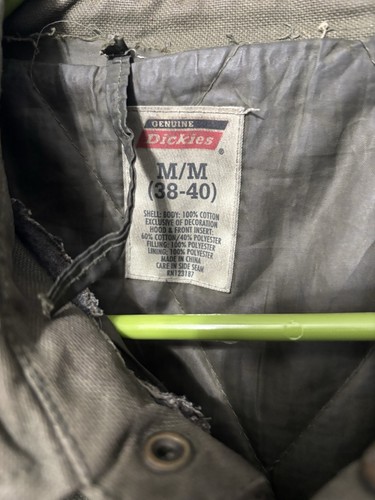 GENUINE
Dickies
®
M/M
(38-40)
SHELL: BODY: 100% COTTON
EXCLUSIVE OF DECORATION
HOOD & FRONT INSERT:
60% COTTON/40% POLYESTER
FILLING: 100% POLYESTER
LINING: 100% POLYESTER
MADE IN CHINA
CARE IN SIDE SEAM
RN123187